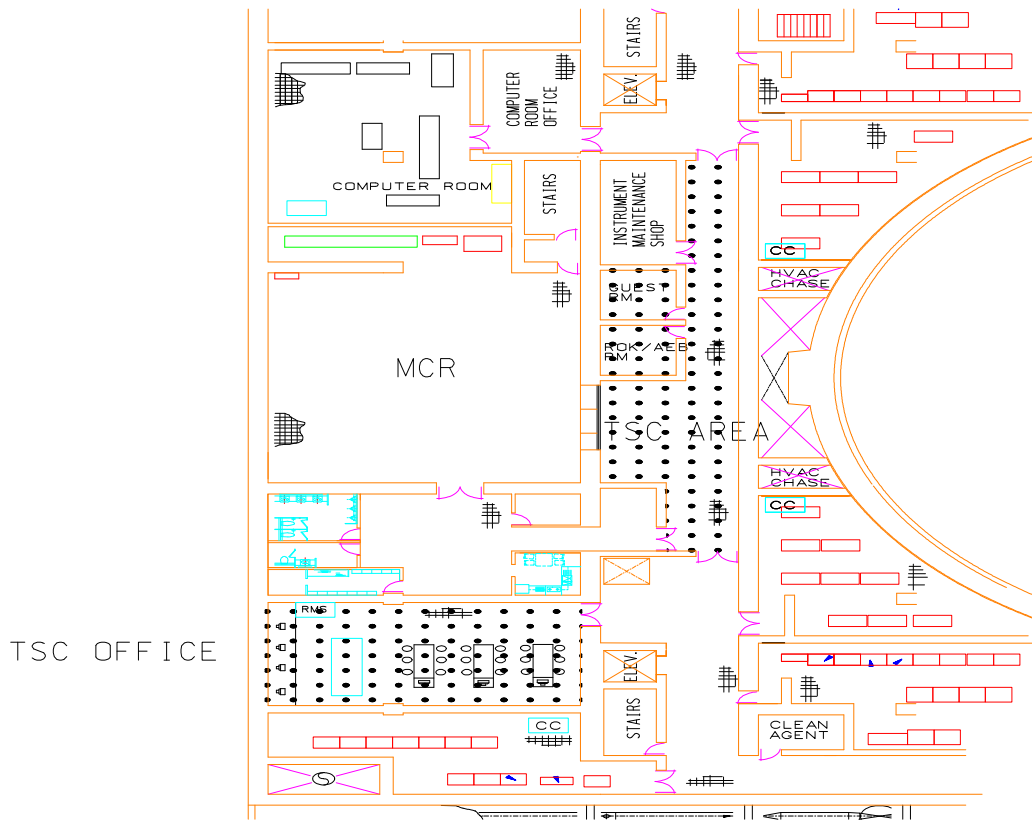 STAIRS
ELEV.
COMPUTER
ROOM
OFFICE
COMPUTER ROOM
STAIRS
INSTRUMENT
MAINTENANCE
SHOP
CC
HVAC
CHASE
GUEST
RM
ROK/AEB
RM
MCR
TSC AREA
HVAC
CHASE
CC
RMS
TSC OFFICE
ELEV.
STAIRS
CC
CLEAN
AGENT
S